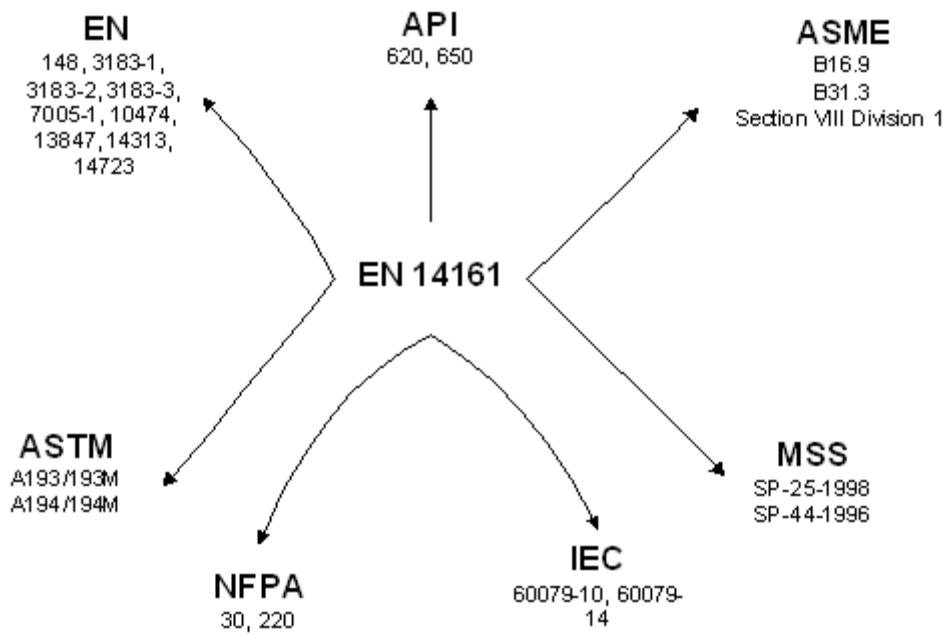 EN
148, 3183-1,
3183-2, 3183-3,
7005-1, 10474,
13847, 14313,
14723
API
620, 650
ASME
B16.9
B31.3
Section VIII Division 1
EN 14161
ASTM
A193/193M
A194/194M
MSS
SP-25-1998
SP-44-1996
NFPA
30, 220
IEC
60079-10, 60079-
14